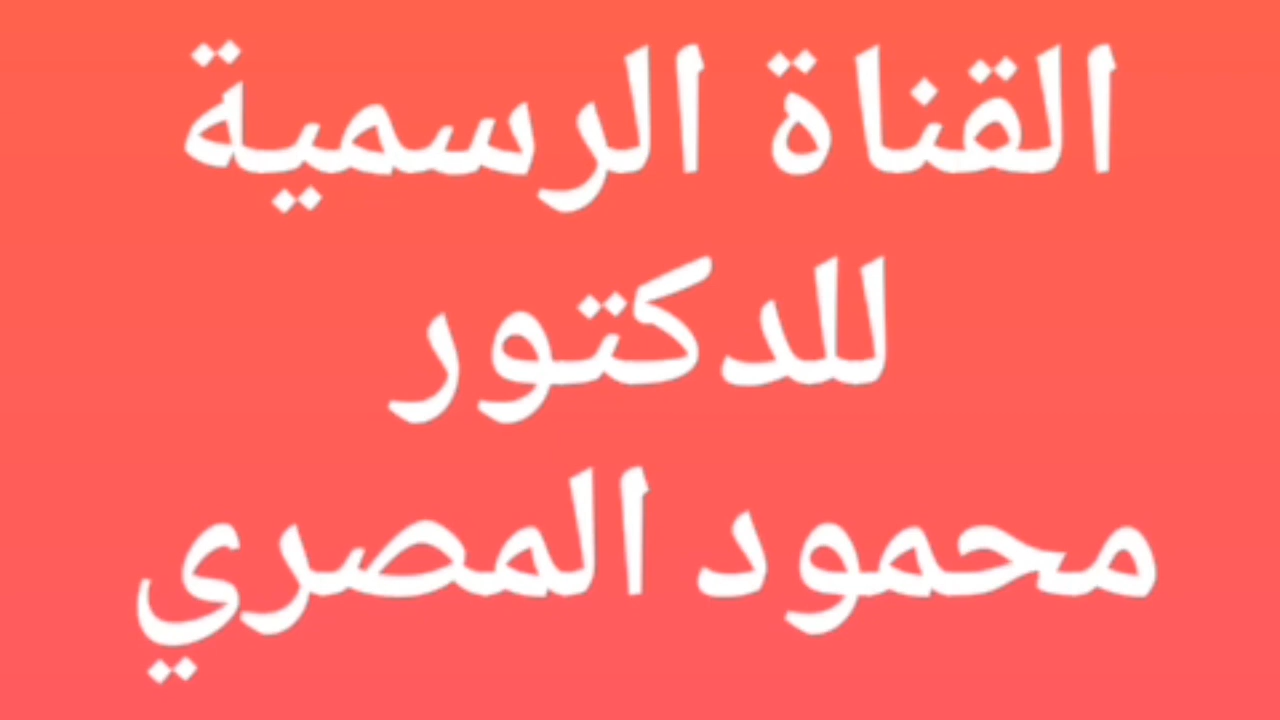 القناة الرسمية
للدكتور
محمود المصري